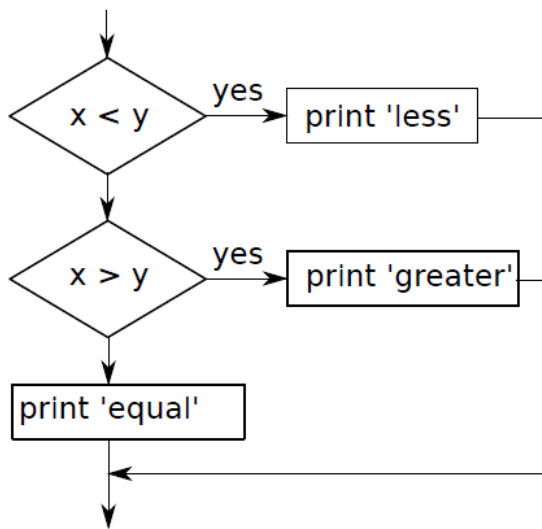 x < y
yes
print 'less'
x > y
yes
print 'greater'
print 'equal'